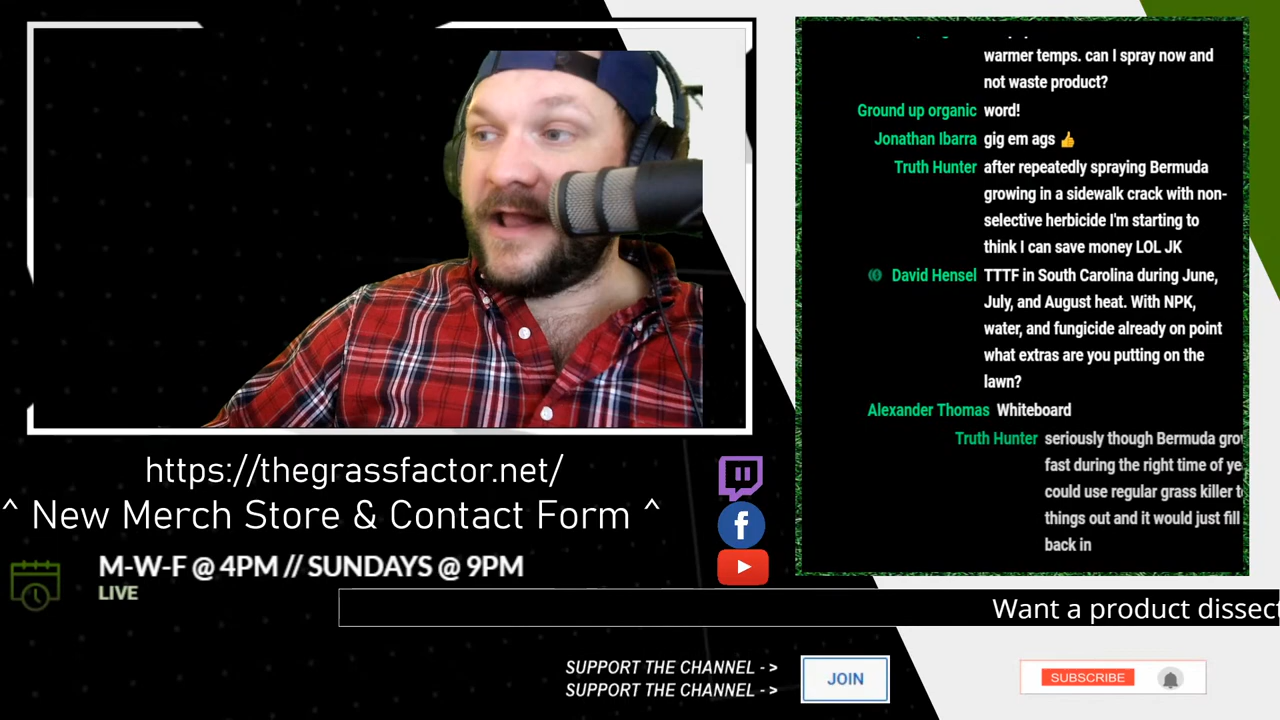 https://thegrassfactor.net/
^ New Merch Store & Contact Form ^
M-W-F @ 4PM // SUNDAYS @ 9PM
LIVE
warmer temps. can I spray now and
not waste product?
Ground up organic word!
Jonathan Ibarra gig em ags 👍
Truth Hunter after repeatedly spraying Bermuda
growing in a sidewalk crack with non-
selective herbicide I'm starting to
think I can save money LOL JK
David Hensel TTTF in South Carolina during June,
July, and August heat. With NPK,
water, and fungicide already on point
what extras are you putting on the
lawn?
Alexander Thomas Whiteboard
Truth Hunter seriously though Bermuda gro
fast during the right time of ye
could use regular grass killer t
things out and it would just fill
back in
Want a product dissect
SUPPORT THE CHANNEL - >
SUPPORT THE CHANNEL - >
JOIN
SUBSCRIBE